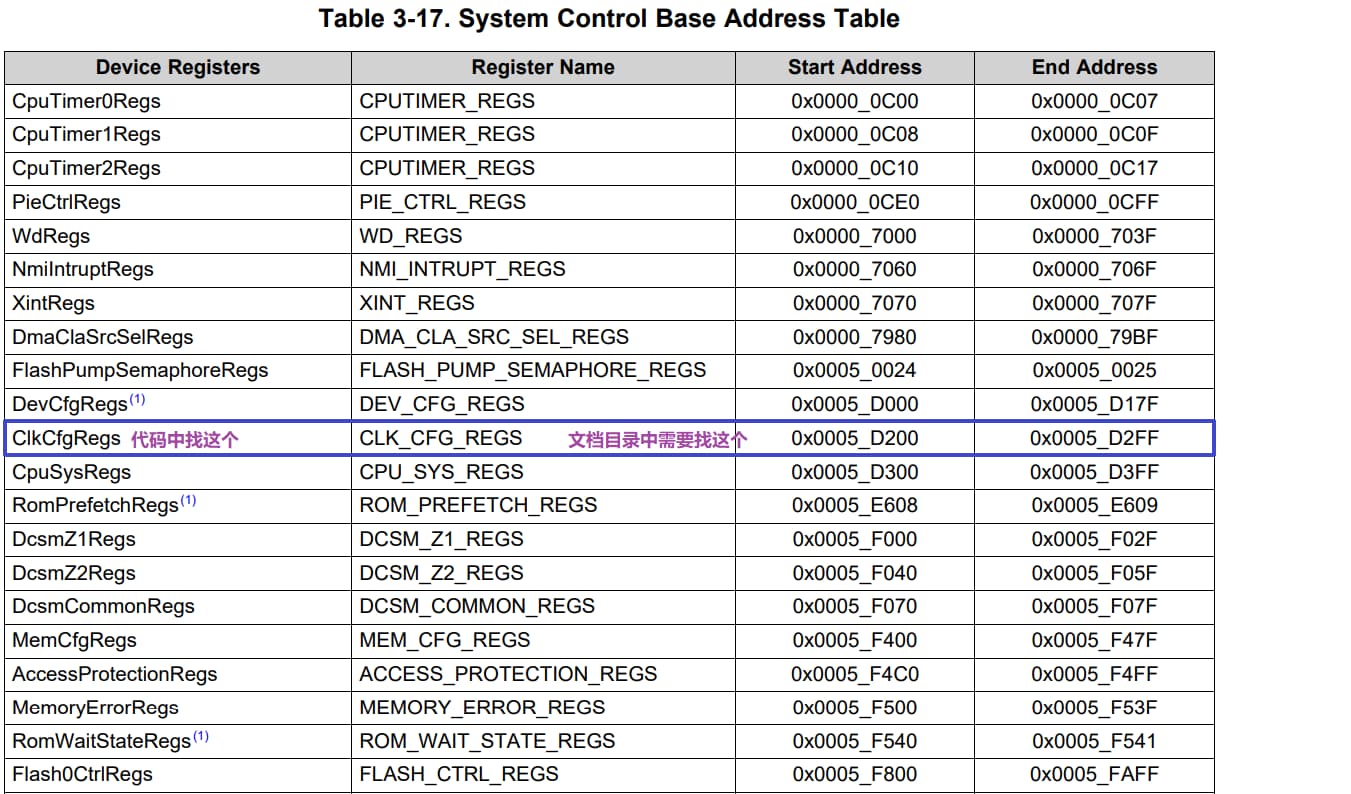 Table 3-17. System Control Base Address Table
Device Registers Register Name Start Address End Address
CpuTimer0Regs CPUTIMER_REGS 0x0000_0C00 0x0000_0C07
CpuTimer1Regs CPUTIMER_REGS 0x0000_0C08 0x0000_0C0F
CpuTimer2Regs CPUTIMER_REGS 0x0000_0C10 0x0000_0C17
PieCtrlRegs PIE_CTRL_REGS 0x0000_0CE0 0x0000_0CFF
WdRegs WD_REGS 0x0000_7000 0x0000_703F
NmiIntruptRegs NMI_INTRUPT_REGS 0x0000_7060 0x0000_706F
XintRegs XINT_REGS 0x0000_7070 0x0000_707F
DmaClaSrcSelRegs DMA_CLA_SRC_SEL_REGS 0x0000_7980 0x0000_79BF
FlashPumpSemaphoreRegs FLASH_PUMP_SEMAPHORE_REGS 0x0005_0024 0x0005_0025
DevCfgRegs(1) DEV_CFG_REGS 0x0005_D000 0x0005_D17F
ClkCfgRegs 代码中找这个 CLK_CFG_REGS 文档目录中需要找这个 0x0005_D200 0x0005_D2FF
CpuSysRegs CPU_SYS_REGS 0x0005_D300 0x0005_D3FF
RomPrefetchRegs(1) ROM_PREFETCH_REGS 0x0005_E608 0x0005_E609
DcsmZ1Regs DCSM_Z1_REGS 0x0005_F000 0x0005_F02F
DcsmZ2Regs DCSM_Z2_REGS 0x0005_F040 0x0005_F05F
DcsmCommonRegs DCSM_COMMON_REGS 0x0005_F070 0x0005_F07F
MemCfgRegs MEM_CFG_REGS 0x0005_F400 0x0005_F47F
AccessProtectionRegs ACCESS_PROTECTION_REGS 0x0005_F4C0 0x0005_F4FF
MemoryErrorRegs MEMORY_ERROR_REGS 0x0005_F500 0x0005_F53F
RomWaitStateRegs(1) ROM_WAIT_STATE_REGS 0x0005_F540 0x0005_F541
Flash0CtrlRegs FLASH_CTRL_REGS 0x0005_F800 0x0005_FAFF